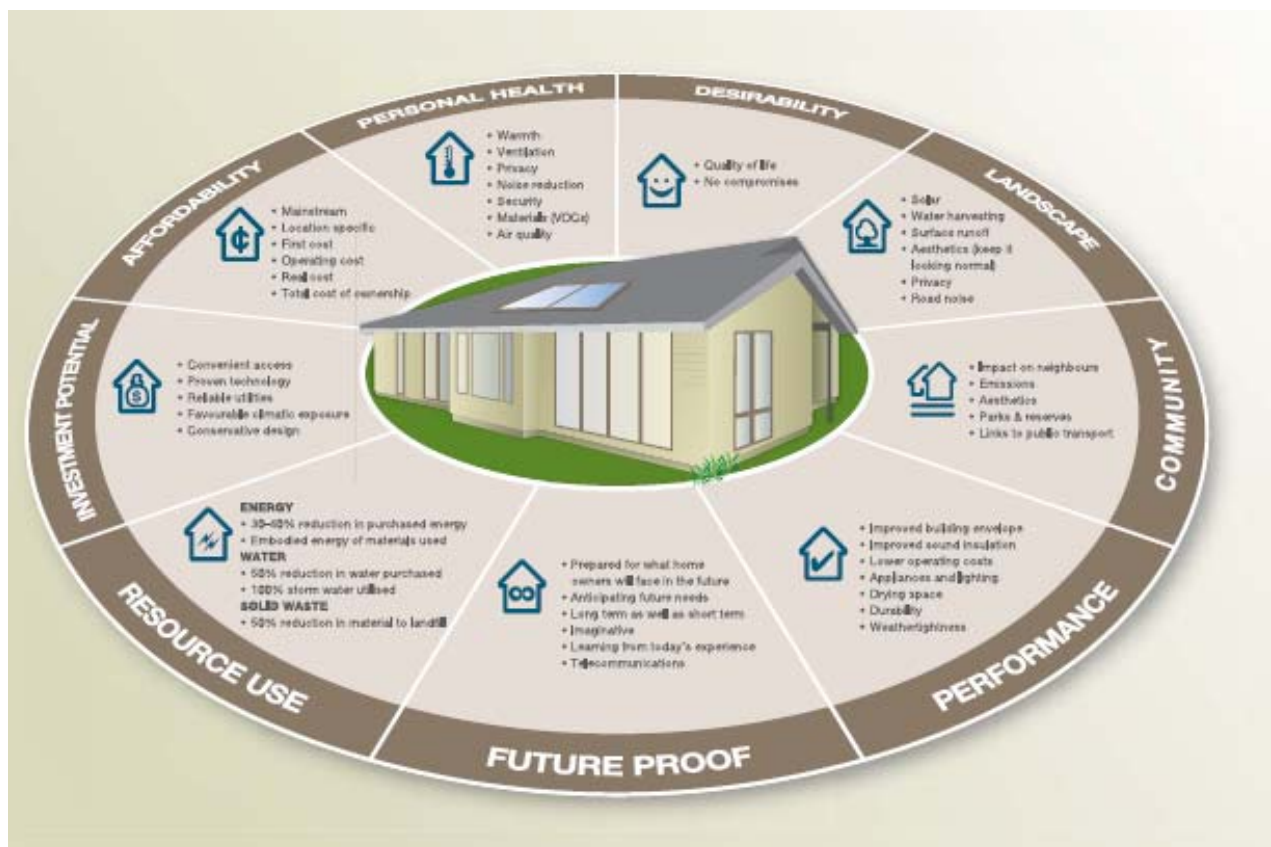 PERSONAL HEALTH
• Warmth
• Ventilation
• Privacy
• Noise reduction
• Security
• Materials (VOCs)
• Air quality
DESIRABILITY
• Quality of life
• No compromises
LANDSCAPE
• Solar
• Water harvesting
• Surface runoff
• Aesthetics (keep it
looking normal)
• Privacy
• Road noise
COMMUNITY
• Impact on neighbours
• Emissions
• Aesthetics
• Parks & reserves
• Links to public transport
PERFORMANCE
• Improved building envelope
• Improved sound insulation
• Lower operating costs
• Appliances and lighting
• Drying space
• Durability
• Weathertighness
FUTURE PROOF
• Prepared for what home
owners will face in the future
• Anticipating future needs
• Long term as well as short term
• Imaginative
• Learning from today's experience
• Telecommunications
RESOURCE USE
ENERGY
• 30-40% reduction in purchased energy
• Embodied energy of materials used
WATER
• 50% reduction in water purchased
• 100% storm water utilised
SOLID WASTE
• 50% reduction in material to landfill
INVESTMENT POTENTIAL
• Convenient access
• Proven technology
• Reliable utilities
• Favourable climatic exposure
• Conservative design
$
AFFORDABILITY
¢
• Mainstream
• Location specific
• First cost
• Operating cost
• Real cost
• Total cost of ownership